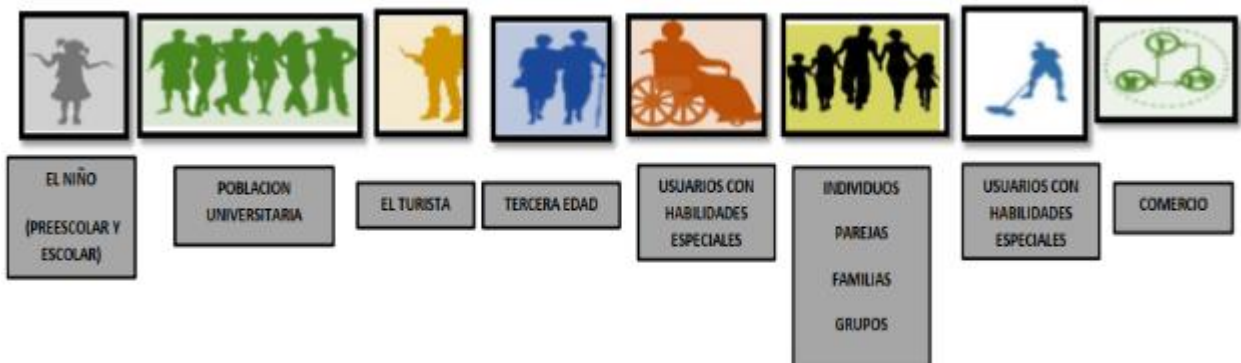 EL NIÑO
(PREESCOLAR Y
ESCOLAR)
POBLACION
UNIVERSITARIA
EL TURISTA
TERCERA EDAD
USUARIOS CON
HABILIDADES
ESPECIALES
INDIVIDUOS
PAREJAS
FAMILIAS
GRUPOS
USUARIOS CON
HABILIDADES
ESPECIALES
COMERCIO